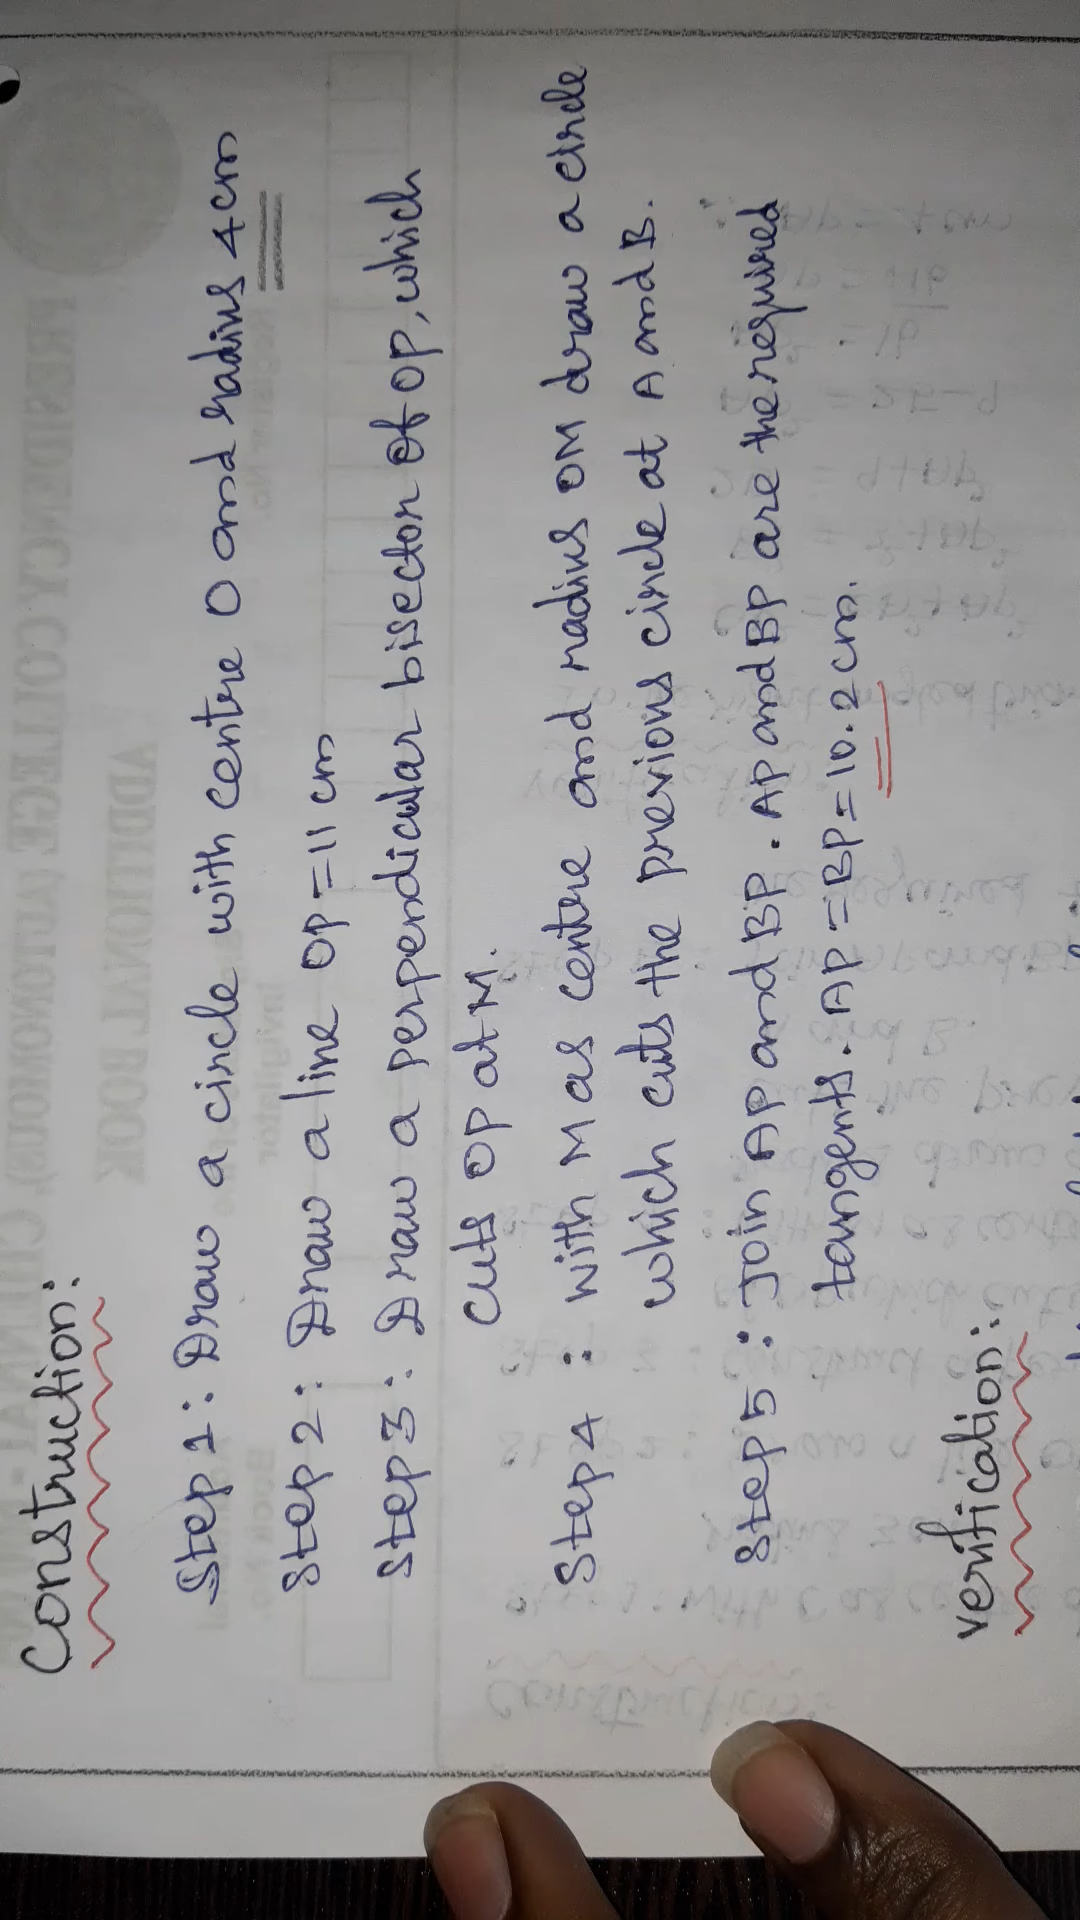 Construction:
Step 1: Draw a circle with centre O and radius 4cm
Step 2: Draw a line OP = 11 cm
Step 3: Draw a perpendicular bisector of OP, which
cuts OP at M.
Step 4 : With M as centre and radius OM draw a circle
which cuts the previous circle at A and B.
Step 5 : Join AP and BP. AP and BP are the required
tangents. AP = BP = 10.2 cm.
Verification: